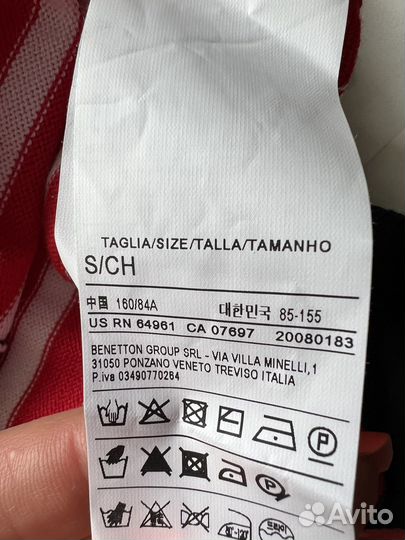 TAGLIA/SIZE/TALLA/TAMANHO
S/CH
中国 160/84A 대한민국 85-155
US RN 64961 CA 07697 20080183
BENETTON GROUP SRL - VIA VILLA MINELLI,1
31050 PONZANO VENETO TREVISO ITALIA
P.iva 03490770264
P
Avito